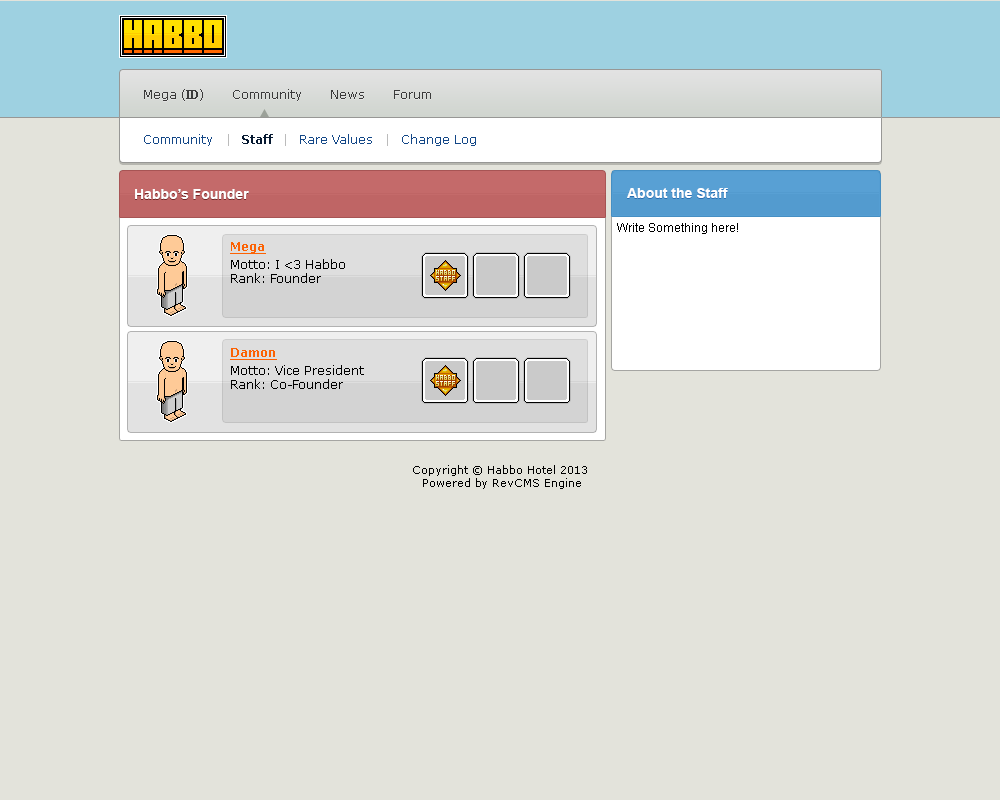 HABBO
Mega (ID) Community News Forum
Community Staff Rare Values Change Log
Habbo's Founder
Mega
Motto: I <3 Habbo
Rank: Founder
HABBO
STAFF
Damon
Motto: Vice President
Rank: Co-Founder
HABBO
STAFF
About the Staff
Write Something here!
Copyright © Habbo Hotel 2013
Powered by RevCMS Engine